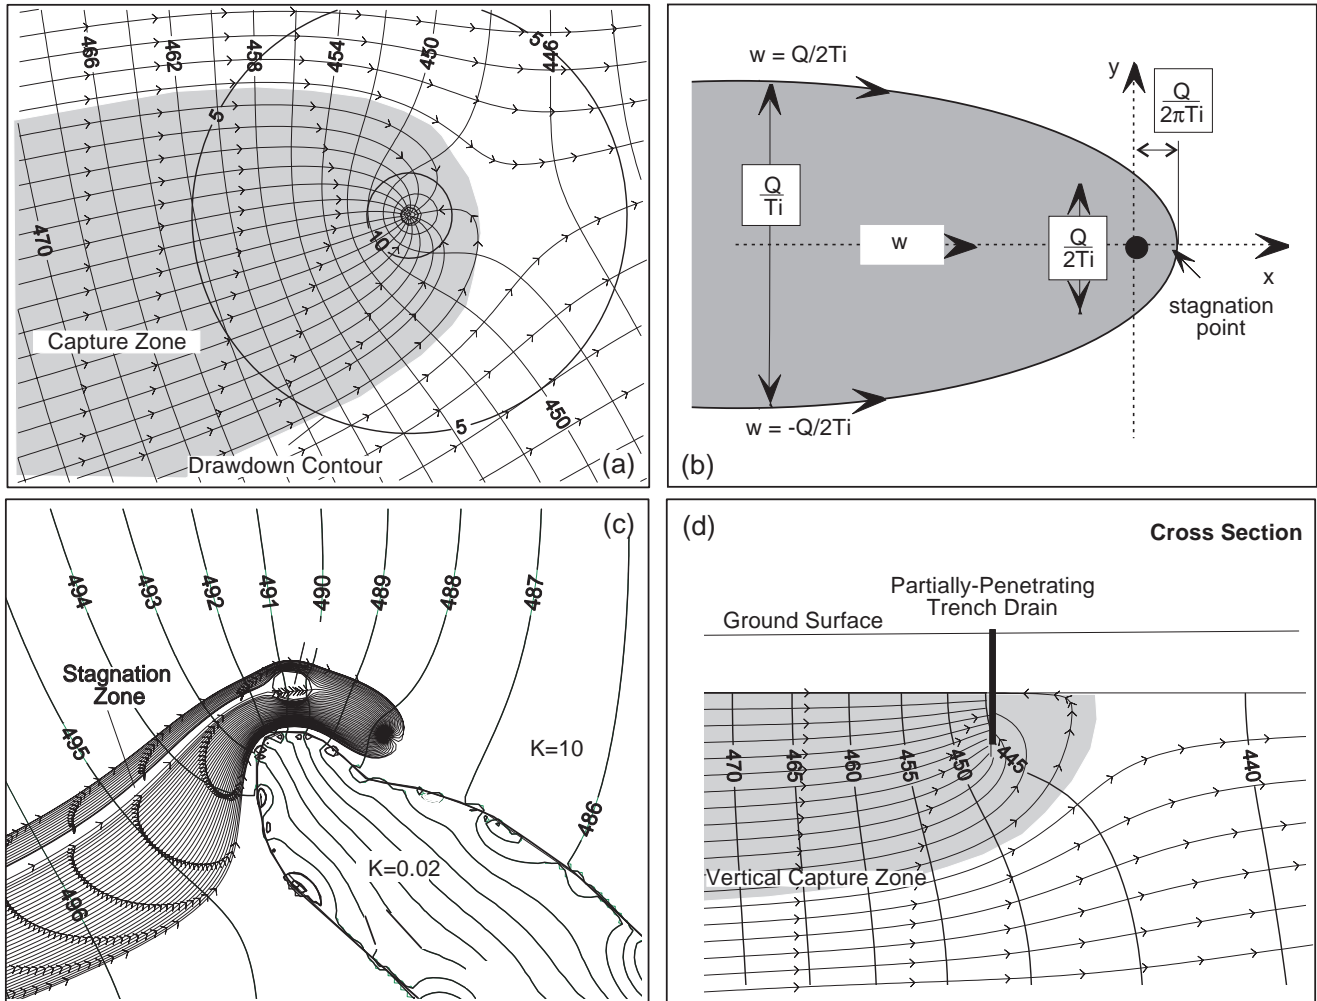 466
462
458
454
450
446
5
5
10
470
Capture Zone
450
5
Drawdown Contour
(a)
w = Q/2Ti
y
Q
2πTi
Q
Ti
w
Q
2Ti
x
stagnation
point
w = -Q/2Ti
(b)
(c)
494
493
492
491
490
489
488
487
Stagnation
Zone
495
K=10
486
K=0.02
496
(d)
Cross Section
Partially-Penetrating
Trench Drain
Ground Surface
470
465
460
455
450
445
440
Vertical Capture Zone